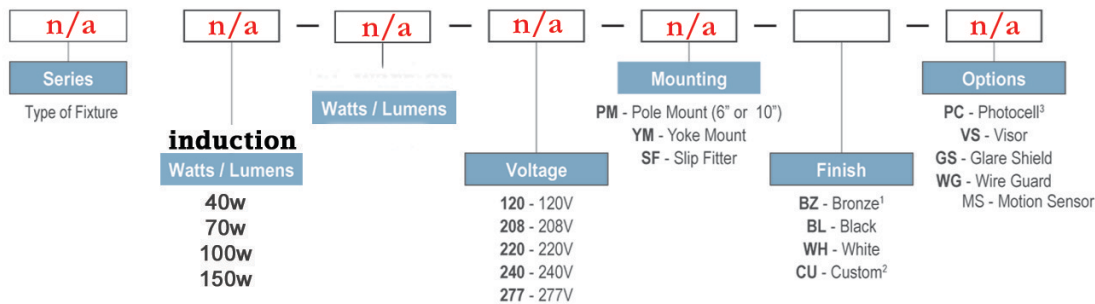 n/a n/a – n/a – n/a – n/a – – n/a
Series
Type of Fixture
induction
Watts / Lumens
40w
70w
100w
150w
Watts / Lumens
Voltage
120 - 120V
208 - 208V
220 - 220V
240 - 240V
277 - 277V
Mounting
PM - Pole Mount (6” or 10”)
YM - Yoke Mount
SF - Slip Fitter
Finish
BZ - Bronze¹
BL - Black
WH - White
CU - Custom²
Options
PC - Photocell³
VS - Visor
GS - Glare Shield
WG - Wire Guard
MS - Motion Sensor